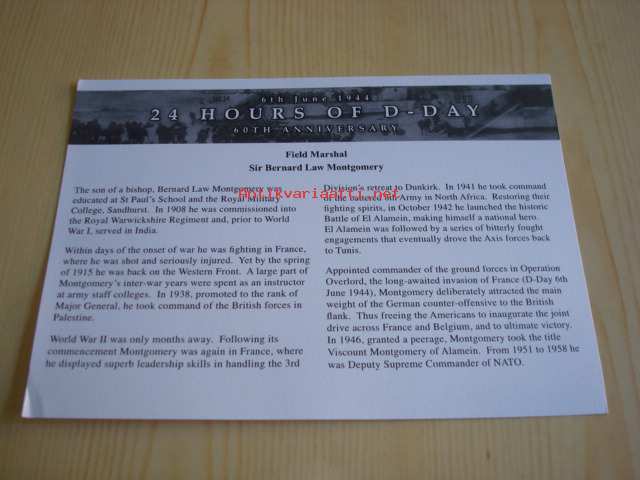 6th June 1944
24 HOURS OF D-DAY
60TH ANNIVERSARY
Field Marshal
Sir Bernard Law Montgomery
The son of a bishop, Bernard Law Montgomery was
educated at St Paul's School and the Royal Military
College, Sandhurst. In 1908 he was commissioned into
the Royal Warwickshire Regiment and, prior to World
War I, served in India.
Within days of the onset of war he was fighting in France,
where he was shot and seriously injured. Yet by the spring
of 1915 he was back on the Western Front. A large part of
Montgomery's inter-war years were spent as an instructor
at army staff colleges. In 1938, promoted to the rank of
Major General, he took command of the British forces in
Palestine.
World War II was only months away. Following its
commencement Montgomery was again in France, where
he displayed superb leadership skills in handling the 3rd
Division's retreat to Dunkirk. In 1941 he took command
of the battered 8th Army in North Africa. Restoring their
fighting spirits, in October 1942 he launched the historic
Battle of El Alamein, making himself a national hero.
El Alamein was followed by a series of bitterly fought
engagements that eventually drove the Axis forces back
to Tunis.
Appointed commander of the ground forces in Operation
Overlord, the long-awaited invasion of France (D-Day 6th
June 1944), Montgomery deliberately attracted the main
weight of the German counter-offensive to the British
flank. Thus freeing the Americans to inaugurate the joint
drive across France and Belgium, and to ultimate victory.
In 1946, granted a peerage, Montgomery took the title
Viscount Montgomery of Alamein. From 1951 to 1958 he
was Deputy Supreme Commander of NATO.
Hotikvariaatti.net